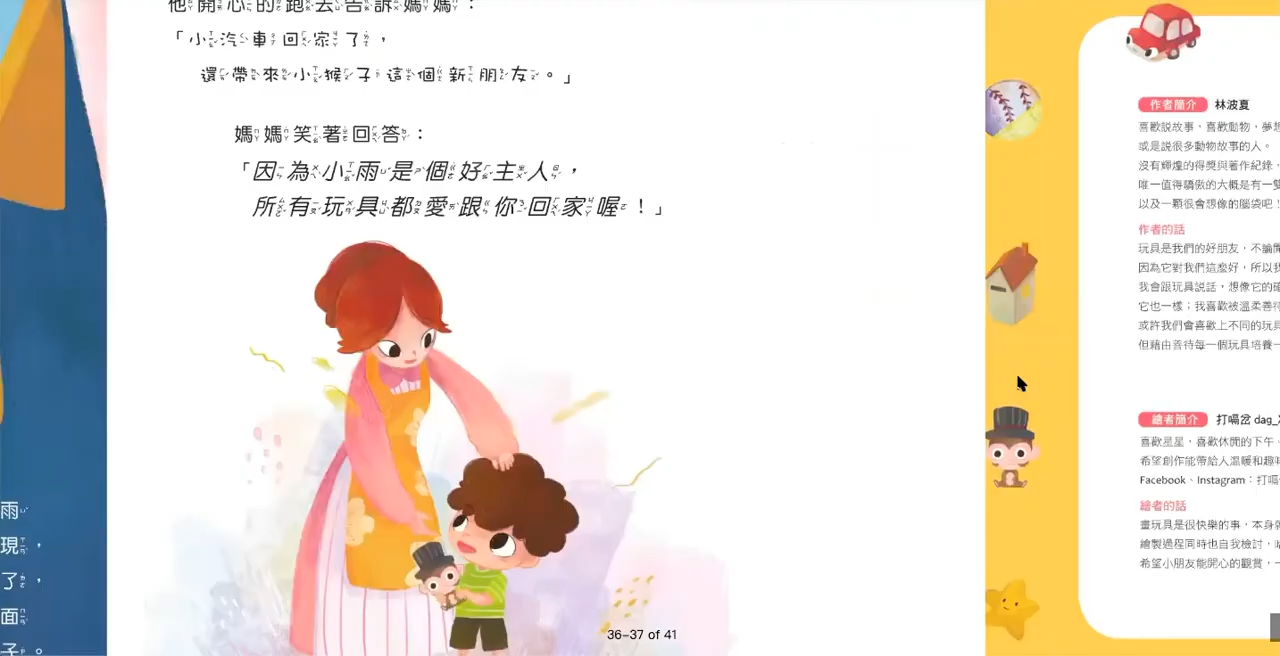 他開心的跑去告訴媽媽：
「小汽車回家了，
還帶來小猴子這個新朋友。」
媽媽笑著回答：
「因為小雨是個好主人，
所有玩具都愛跟你回家喔！」
雨
現，
了，
面
子。
36–37 of 41
作者簡介 林波夏
喜歡說故事，喜歡動物，夢想
或是說很多動物故事的人。
沒有輝煌的得獎與著作紀錄，
唯一值得驕傲的大概是有一雙
以及一顆很會想像的腦袋吧！
作者的話
玩具是我們的好朋友，不論開
因為它對我們這麼好，所以我
我會跟玩具説話，想像它的確
它也一樣；我喜歡被溫柔善待
或許我們會喜歡上不同的玩具
但藉由善待每一個玩具培養一
繪者簡介 打嗝岔 dag_
喜歡星星，喜歡休閒的下午。
希望創作能帶給人溫暖和趣味
Facebook、Instagram：打嗝
繪者的話
畫玩具是很快樂的事，本身
繪製過程同時也自我檢討，
希望小朋友能開心的觀賞，一